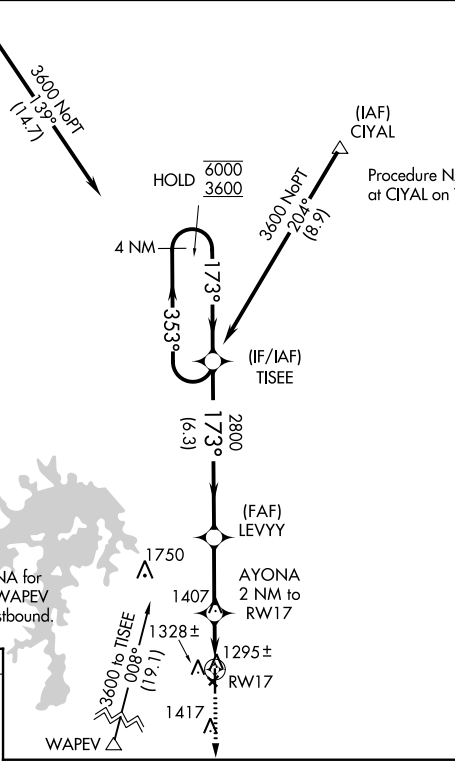 3600 NoPT
139°
(14.7)
(IAF)
CIYAL
HOLD
6000
3600
3600 NoPT
204°
(8.9)
at CIYAL on
4 NM
173°
353°
(IF/IAF)
TISEE
2800
173°
(6.3)
(FAF)
LEVYY
1750
AYONA
2 NM to
RW17
1407
NA for
WAPEV
1328±
1295±
RW17
3600 to TISEE
008°
(19.1)
1417
WAPEV
Procedure